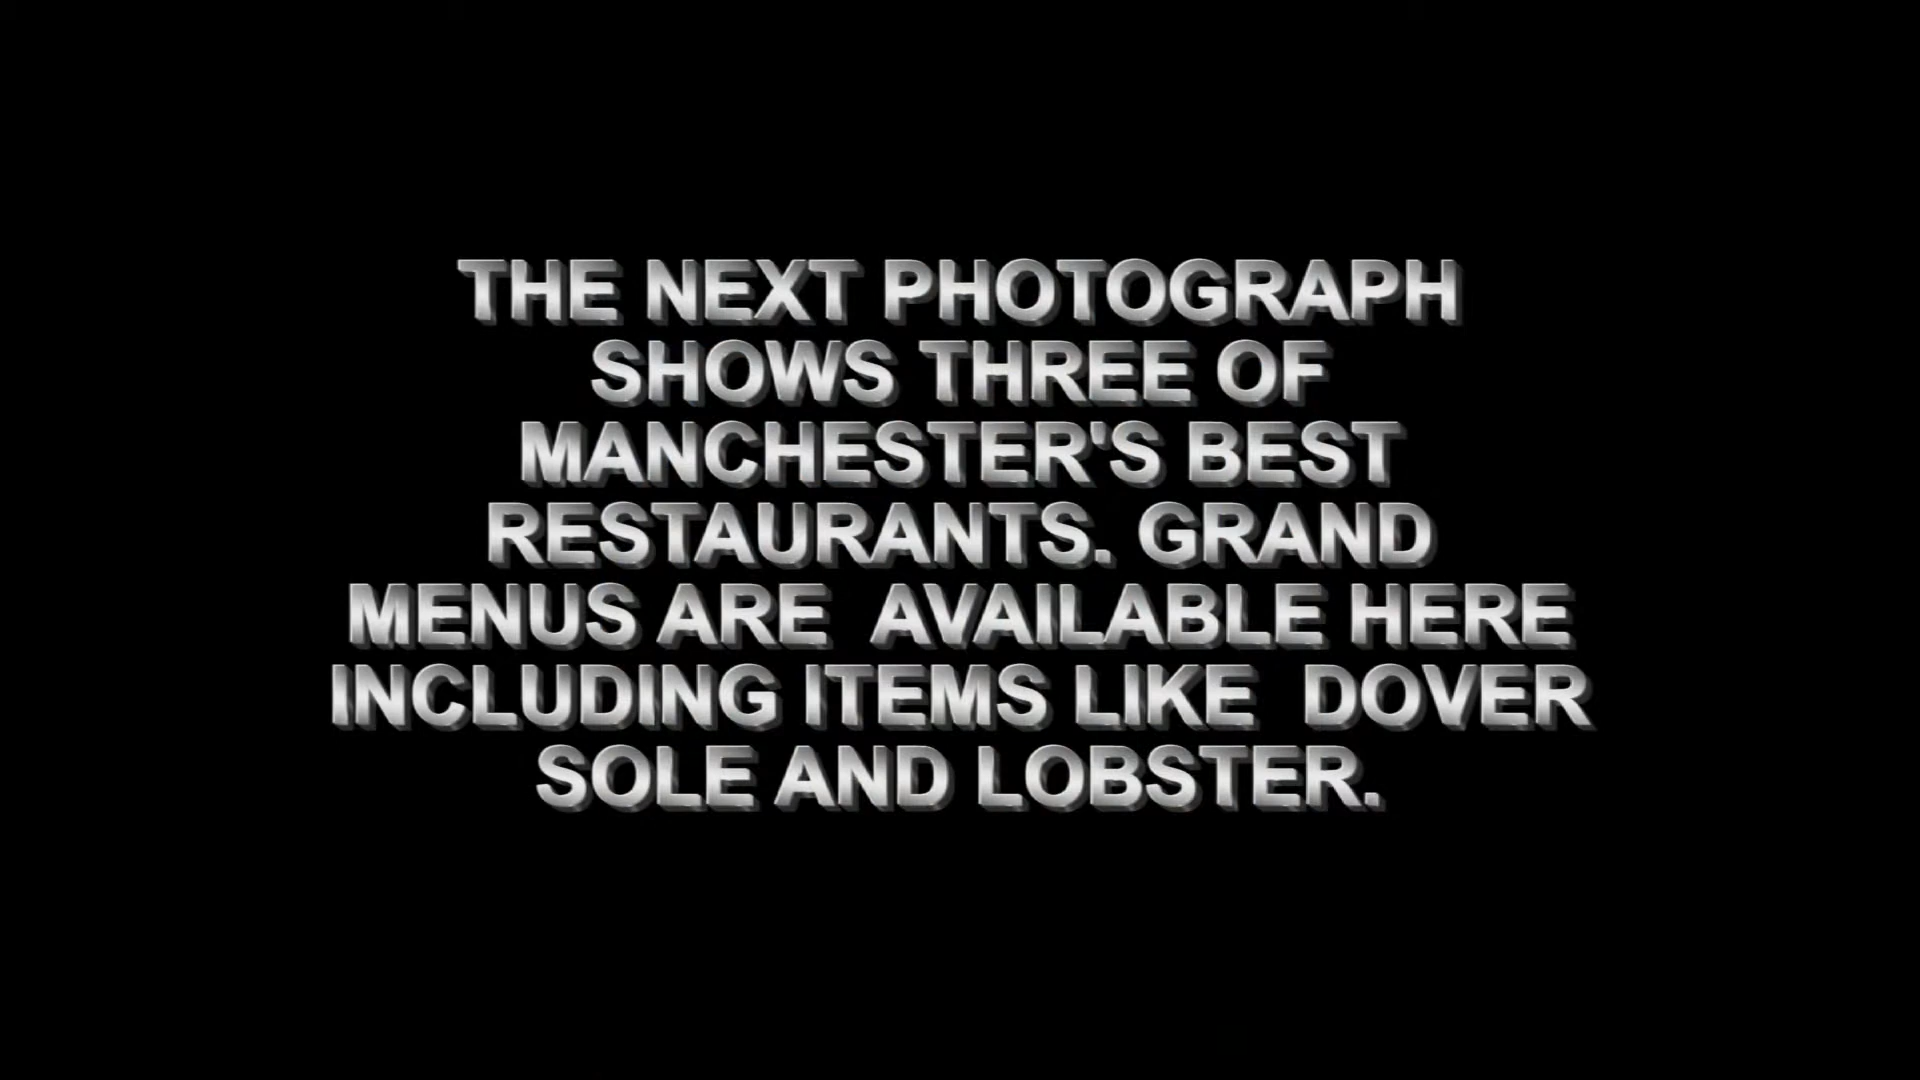 THE NEXT PHOTOGRAPH
SHOWS THREE OF
MANCHESTER'S BEST
RESTAURANTS. GRAND
MENUS ARE  AVAILABLE HERE
INCLUDING ITEMS LIKE  DOVER
SOLE AND LOBSTER.